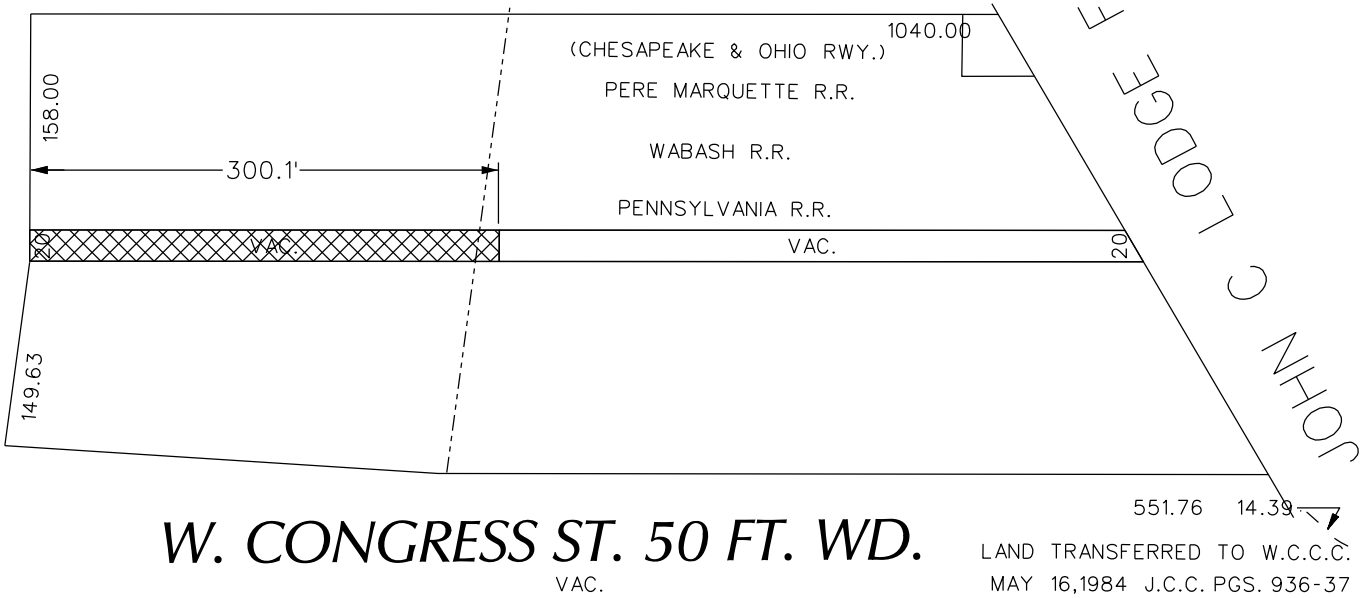 1040.00
(CHESAPEAKE & OHIO RWY.)
PERE MARQUETTE R.R.
158.00
WABASH R.R.
300.1'
PENNSYLVANIA R.R.
20
VAC.
VAC.
20
JOHN C LODGE F
149.63
551.76 14.39
W. CONGRESS ST. 50 FT. WD.
VAC.
LAND TRANSFERRED TO W.C.C.C.
MAY 16,1984 J.C.C. PGS. 936-37